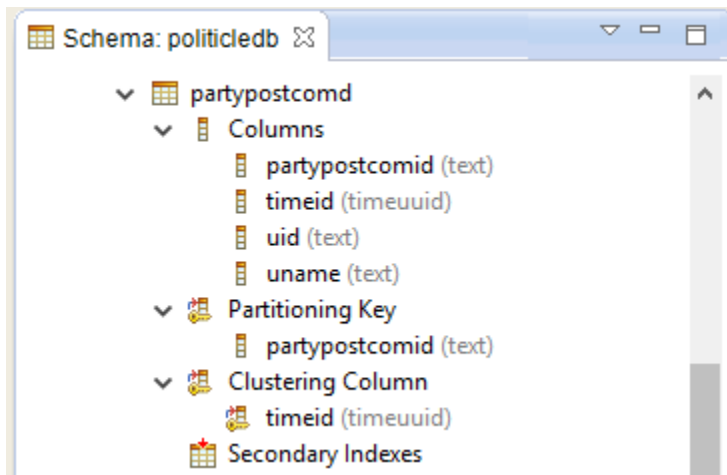 Schema: politicledb
partypostcomd
Columns
partypostcomid (text)
timeid (timeuuid)
uid (text)
uname (text)
Partitioning Key
partypostcomid (text)
Clustering Column
timeid (timeuuid)
Secondary Indexes